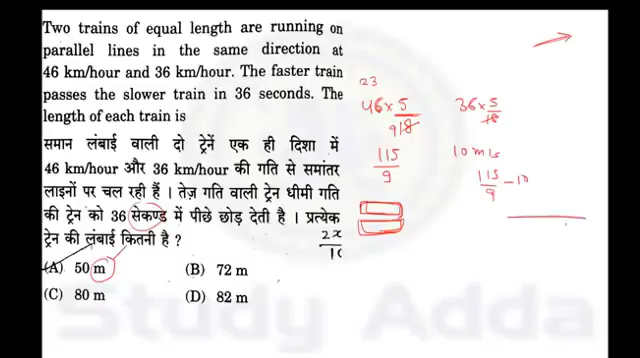 Two trains of equal length are running on
parallel lines in the same direction at
46 km/hour and 36 km/hour. The faster train
passes the slower train in 36 seconds. The
length of each train is
समान लंबाई वाली दो ट्रेनें एक ही दिशा में
46 km/hour और 36 km/hour की गति से समांतर
लाइनों पर चल रही हैं । तेज़ गति वाली ट्रेन धीमी गति
की ट्रेन को 36 सेकण्ड में पीछे छोड़ देती है । प्रत्येक
ट्रेन की लंबाई कितनी है ?
(A) 50 m (B) 72 m
(C) 80 m (D) 82 m
2x
23
46 × 5
9 18
115
9
36 × 5/18
10 m/s
115/9 - 10
Study Adda